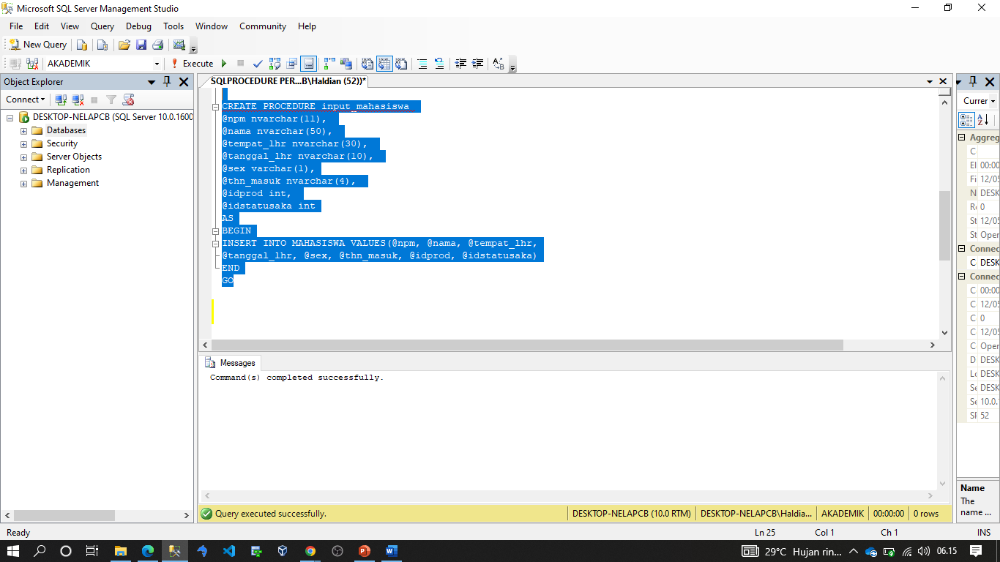 Microsoft SQL Server Management Studio
File Edit View Query Debug Tools Window Community Help
New Query
AKADEMIK
Execute
Object Explorer
Connect
DESKTOP-NELAPCB (SQL Server 10.0.1600
Databases
Security
Server Objects
Replication
Management
SQLPROCEDURE PER...B\Haldian (52))*
CREATE PROCEDURE input_mahasiswa
@npm nvarchar(11),
@nama nvarchar(50),
@tempat_lhr nvarchar(30),
@tanggal_lhr nvarchar(10),
@sex varchar(1),
@thn_masuk nvarchar(4),
@idprod int,
@idstatusaka int
AS
BEGIN
INSERT INTO MAHASISWA VALUES(@npm, @nama, @tempat_lhr,
@tanggal_lhr, @sex, @thn_masuk, @idprod, @idstatusaka)
END
GO
Messages
Command(s) completed successfully.
Query executed successfully.
DESKTOP-NELAPCB (10.0 RTM)
DESKTOP-NELAPCB\Haldia...
AKADEMIK
00:00:00
0 rows
Currer
Aggreg
C
El 00:00
Fi 12/05
N DESK
Re 0
St 12/05
St Oper
Connec
C DESK
Connec
C 00:00
C 12/05
C 0
C 12/05
C Oper
D DESK
Lo DESK
Se DESK
Se 10.0.
SP 52
Name
The
name ...
Ready
Ln 25 Col 1 Ch 1 INS
29°C Hujan rin... 06.15